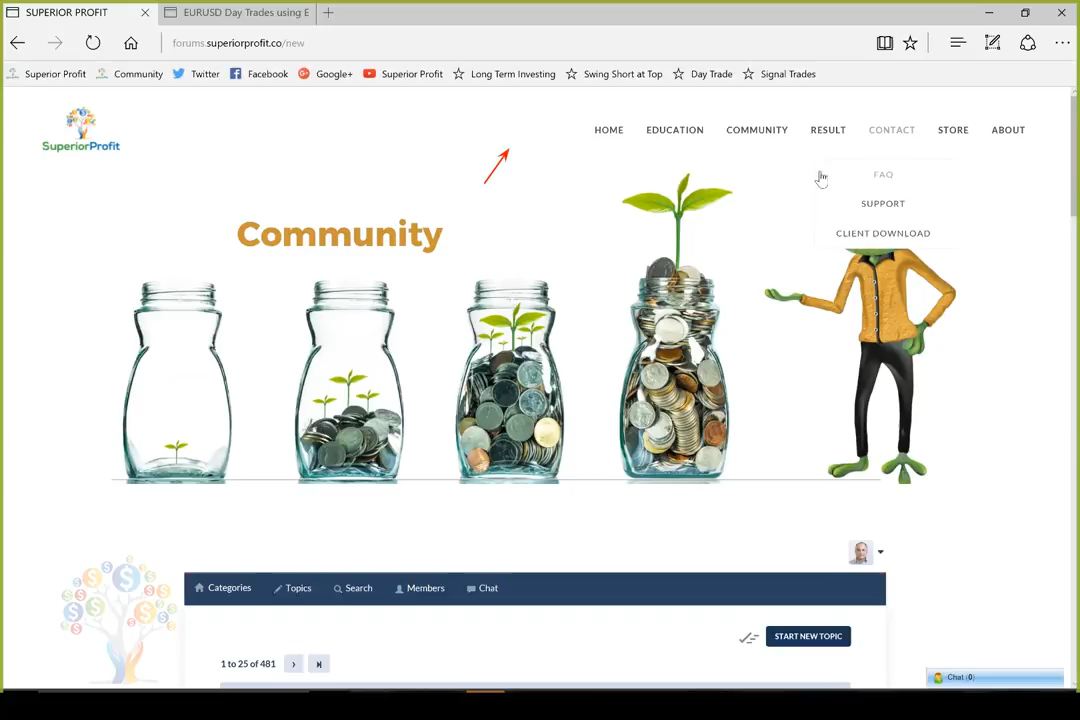 SUPERIOR PROFIT
EURUSD Day Trades using E
forums.superiorprofit.co/new
Superior Profit Community Twitter Facebook Google+ Superior Profit Long Term Investing Swing Short at Top Day Trade Signal Trades
SuperiorProfit
HOME EDUCATION COMMUNITY RESULT CONTACT STORE ABOUT
FAQ
SUPPORT
CLIENT DOWNLOAD
Community
Categories Topics Search Members Chat
START NEW TOPIC
1 to 25 of 481
Chat (0)